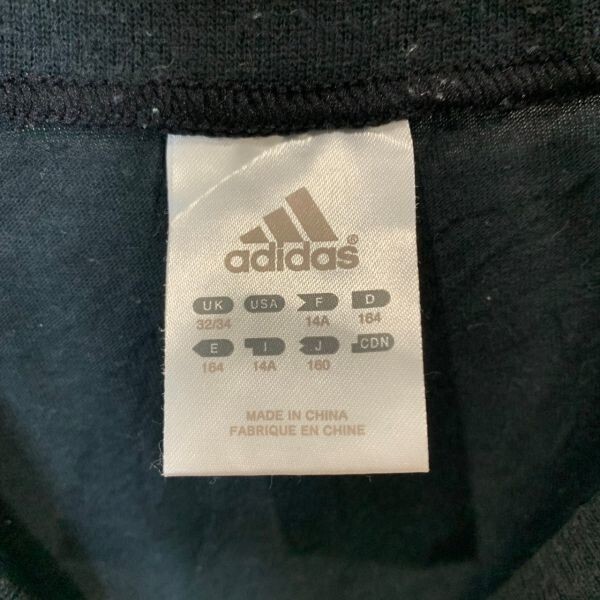 adidas®
UK USA F D
32/34 14A 164
E I J CDN
164 14A 160
MADE IN CHINA
FABRIQUE EN CHINE